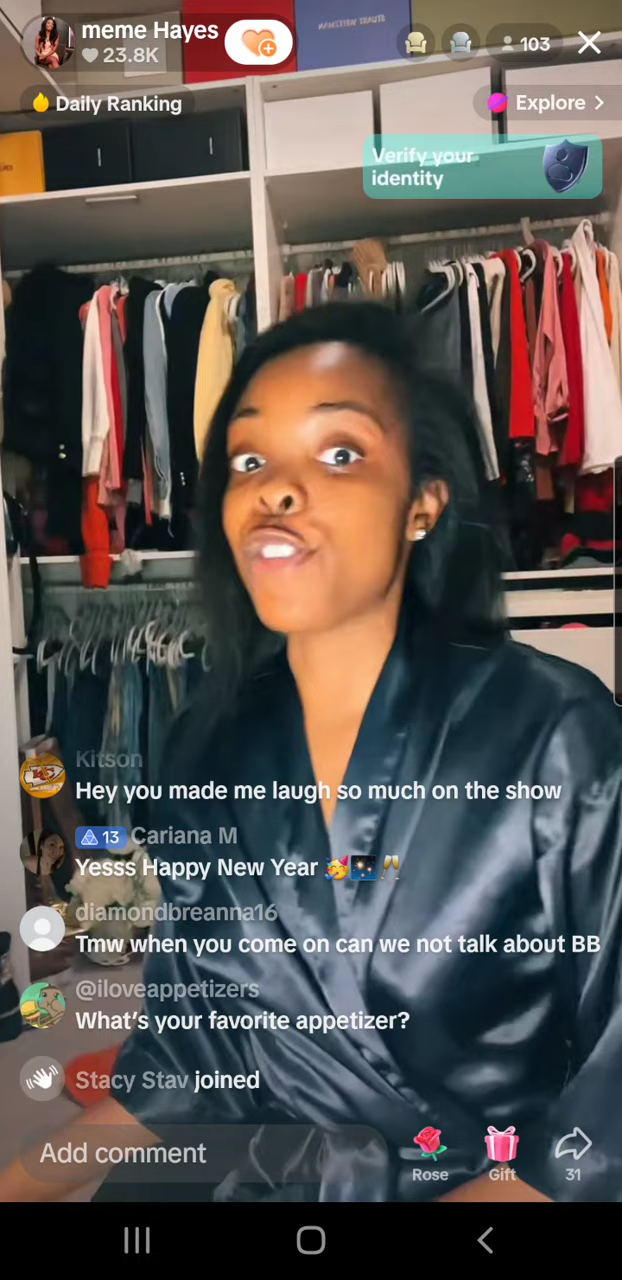 meme Hayes
23.8K
103
Daily Ranking
Explore >
Verify your
identity
Kitson
Hey you made me laugh so much on the show
13 Cariana M
Yesss Happy New Year 🥳🎆🥂
diamondbreanna16
Tmw when you come on can we not talk about BB
@iloveappetizers
What's your favorite appetizer?
Stacy Stav joined
Add comment
Rose
Gift
31